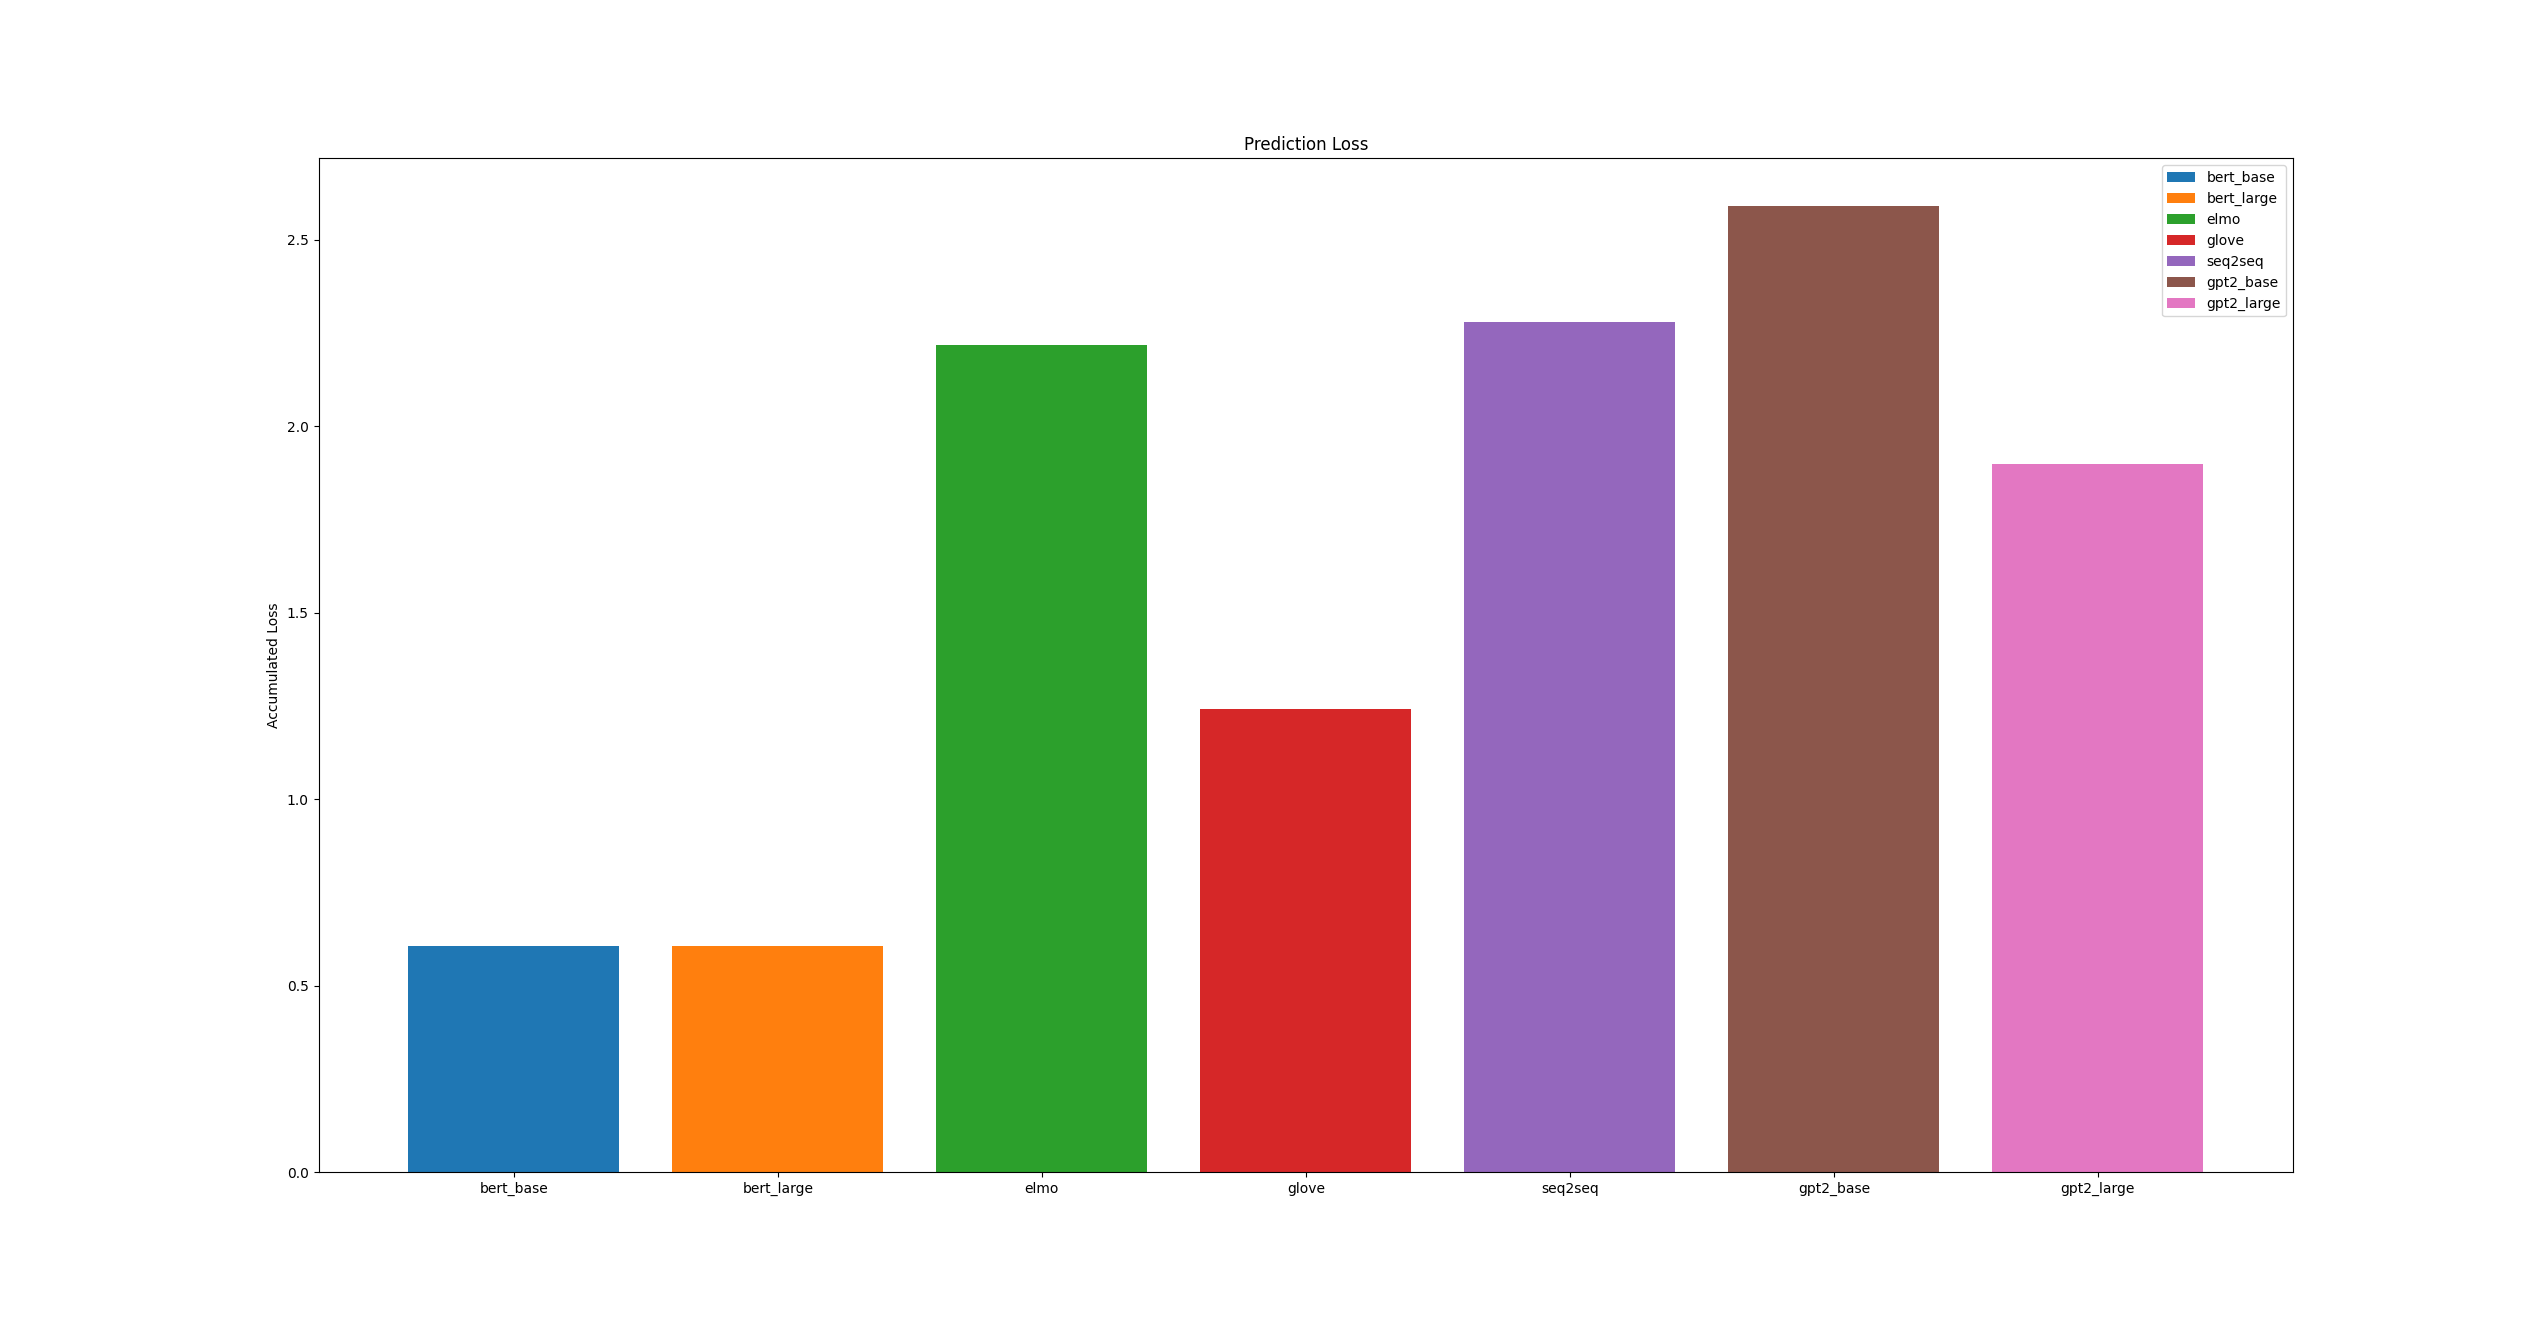 Prediction Loss
Accumulated Loss
2.5
2.0
1.5
1.0
0.5
0.0
bert_base
bert_large
elmo
glove
seq2seq
gpt2_base
gpt2_large
bert_base
bert_large
elmo
glove
seq2seq
gpt2_base
gpt2_large